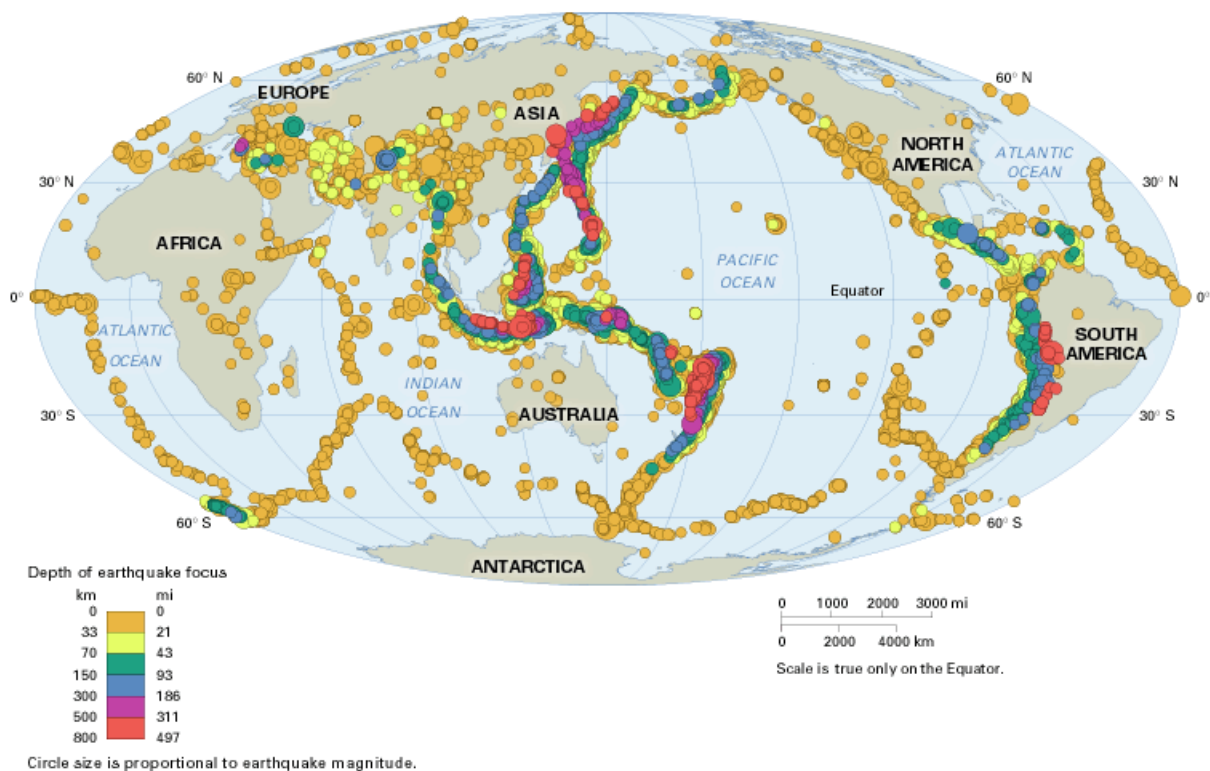 60° N
60° N
EUROPE
ASIA
NORTH
AMERICA
ATLANTIC
OCEAN
30° N
30° N
AFRICA
PACIFIC
OCEAN
Equator
0°
0°
ATLANTIC
OCEAN
SOUTH
AMERICA
INDIAN
OCEAN
AUSTRALIA
30° S
30° S
60° S
60° S
ANTARCTICA
Depth of earthquake focus
km mi
0 0
33 21
70 43
150 93
300 186
500 311
800 497
Circle size is proportional to earthquake magnitude.
0 1000 2000 3000 mi
0 2000 4000 km
Scale is true only on the Equator.